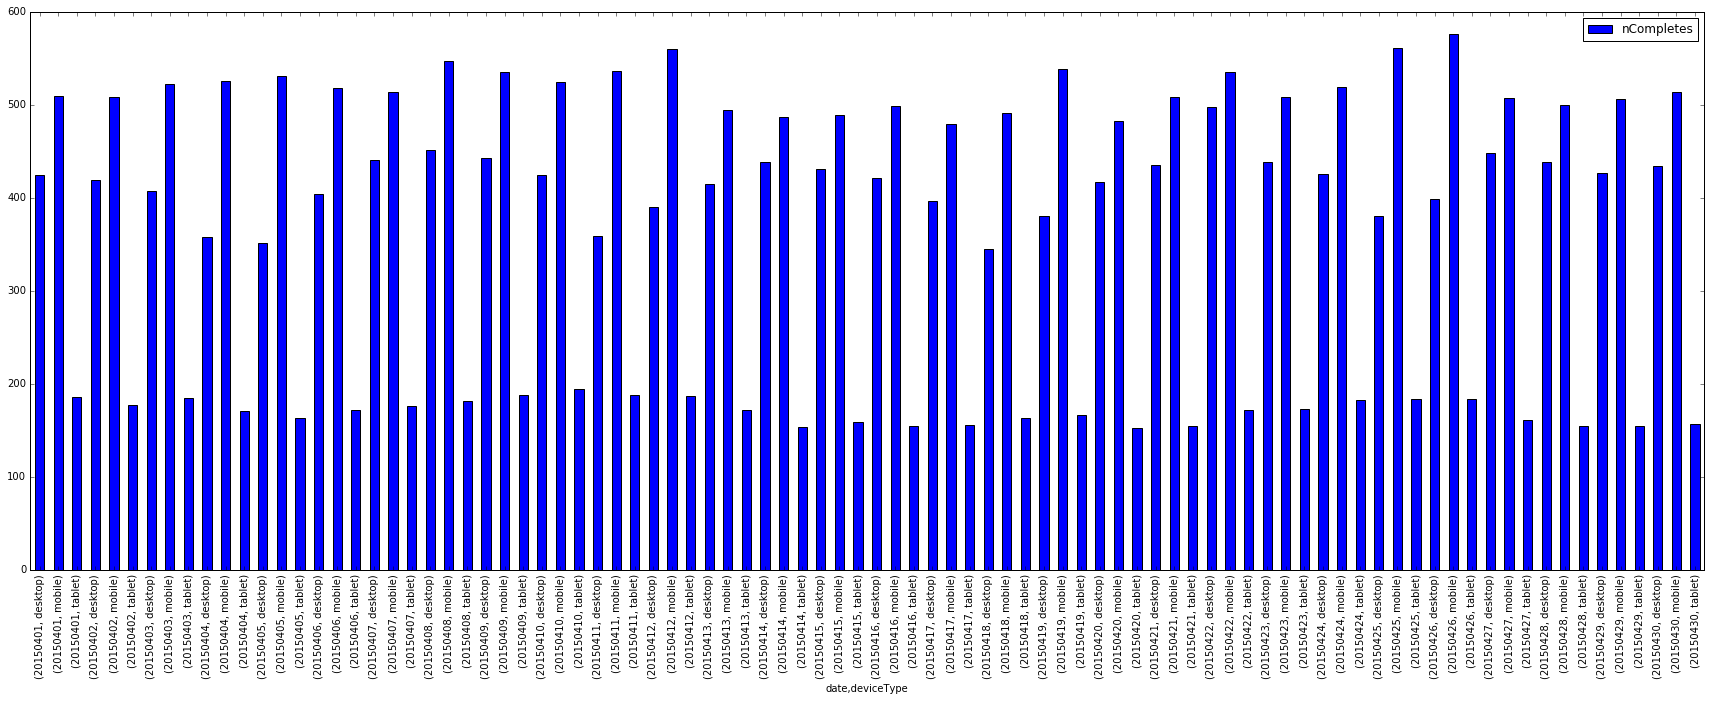 600
500
400
300
200
100
0
nCompletes
(20150401, desktop)
(20150401, mobile)
(20150401, tablet)
(20150402, desktop)
(20150402, mobile)
(20150402, tablet)
(20150403, desktop)
(20150403, mobile)
(20150403, tablet)
(20150404, desktop)
(20150404, mobile)
(20150404, tablet)
(20150405, desktop)
(20150405, mobile)
(20150405, tablet)
(20150406, desktop)
(20150406, mobile)
(20150406, tablet)
(20150407, desktop)
(20150407, mobile)
(20150407, tablet)
(20150408, desktop)
(20150408, mobile)
(20150408, tablet)
(20150409, desktop)
(20150409, mobile)
(20150409, tablet)
(20150410, desktop)
(20150410, mobile)
(20150410, tablet)
(20150411, desktop)
(20150411, mobile)
(20150411, tablet)
(20150412, desktop)
(20150412, mobile)
(20150412, tablet)
(20150413, desktop)
(20150413, mobile)
(20150413, tablet)
(20150414, desktop)
(20150414, mobile)
(20150414, tablet)
(20150415, desktop)
(20150415, mobile)
(20150415, tablet)
(20150416, desktop)
(20150416, mobile)
(20150416, tablet)
(20150417, desktop)
(20150417, mobile)
(20150417, tablet)
(20150418, desktop)
(20150418, mobile)
(20150418, tablet)
(20150419, desktop)
(20150419, mobile)
(20150419, tablet)
(20150420, desktop)
(20150420, mobile)
(20150420, tablet)
(20150421, desktop)
(20150421, mobile)
(20150421, tablet)
(20150422, desktop)
(20150422, mobile)
(20150422, tablet)
(20150423, desktop)
(20150423, mobile)
(20150423, tablet)
(20150424, desktop)
(20150424, mobile)
(20150424, tablet)
(20150425, desktop)
(20150425, mobile)
(20150425, tablet)
(20150426, desktop)
(20150426, mobile)
(20150426, tablet)
(20150427, desktop)
(20150427, mobile)
(20150427, tablet)
(20150428, desktop)
(20150428, mobile)
(20150428, tablet)
(20150429, desktop)
(20150429, mobile)
(20150429, tablet)
(20150430, desktop)
(20150430, mobile)
(20150430, tablet)
date,deviceType